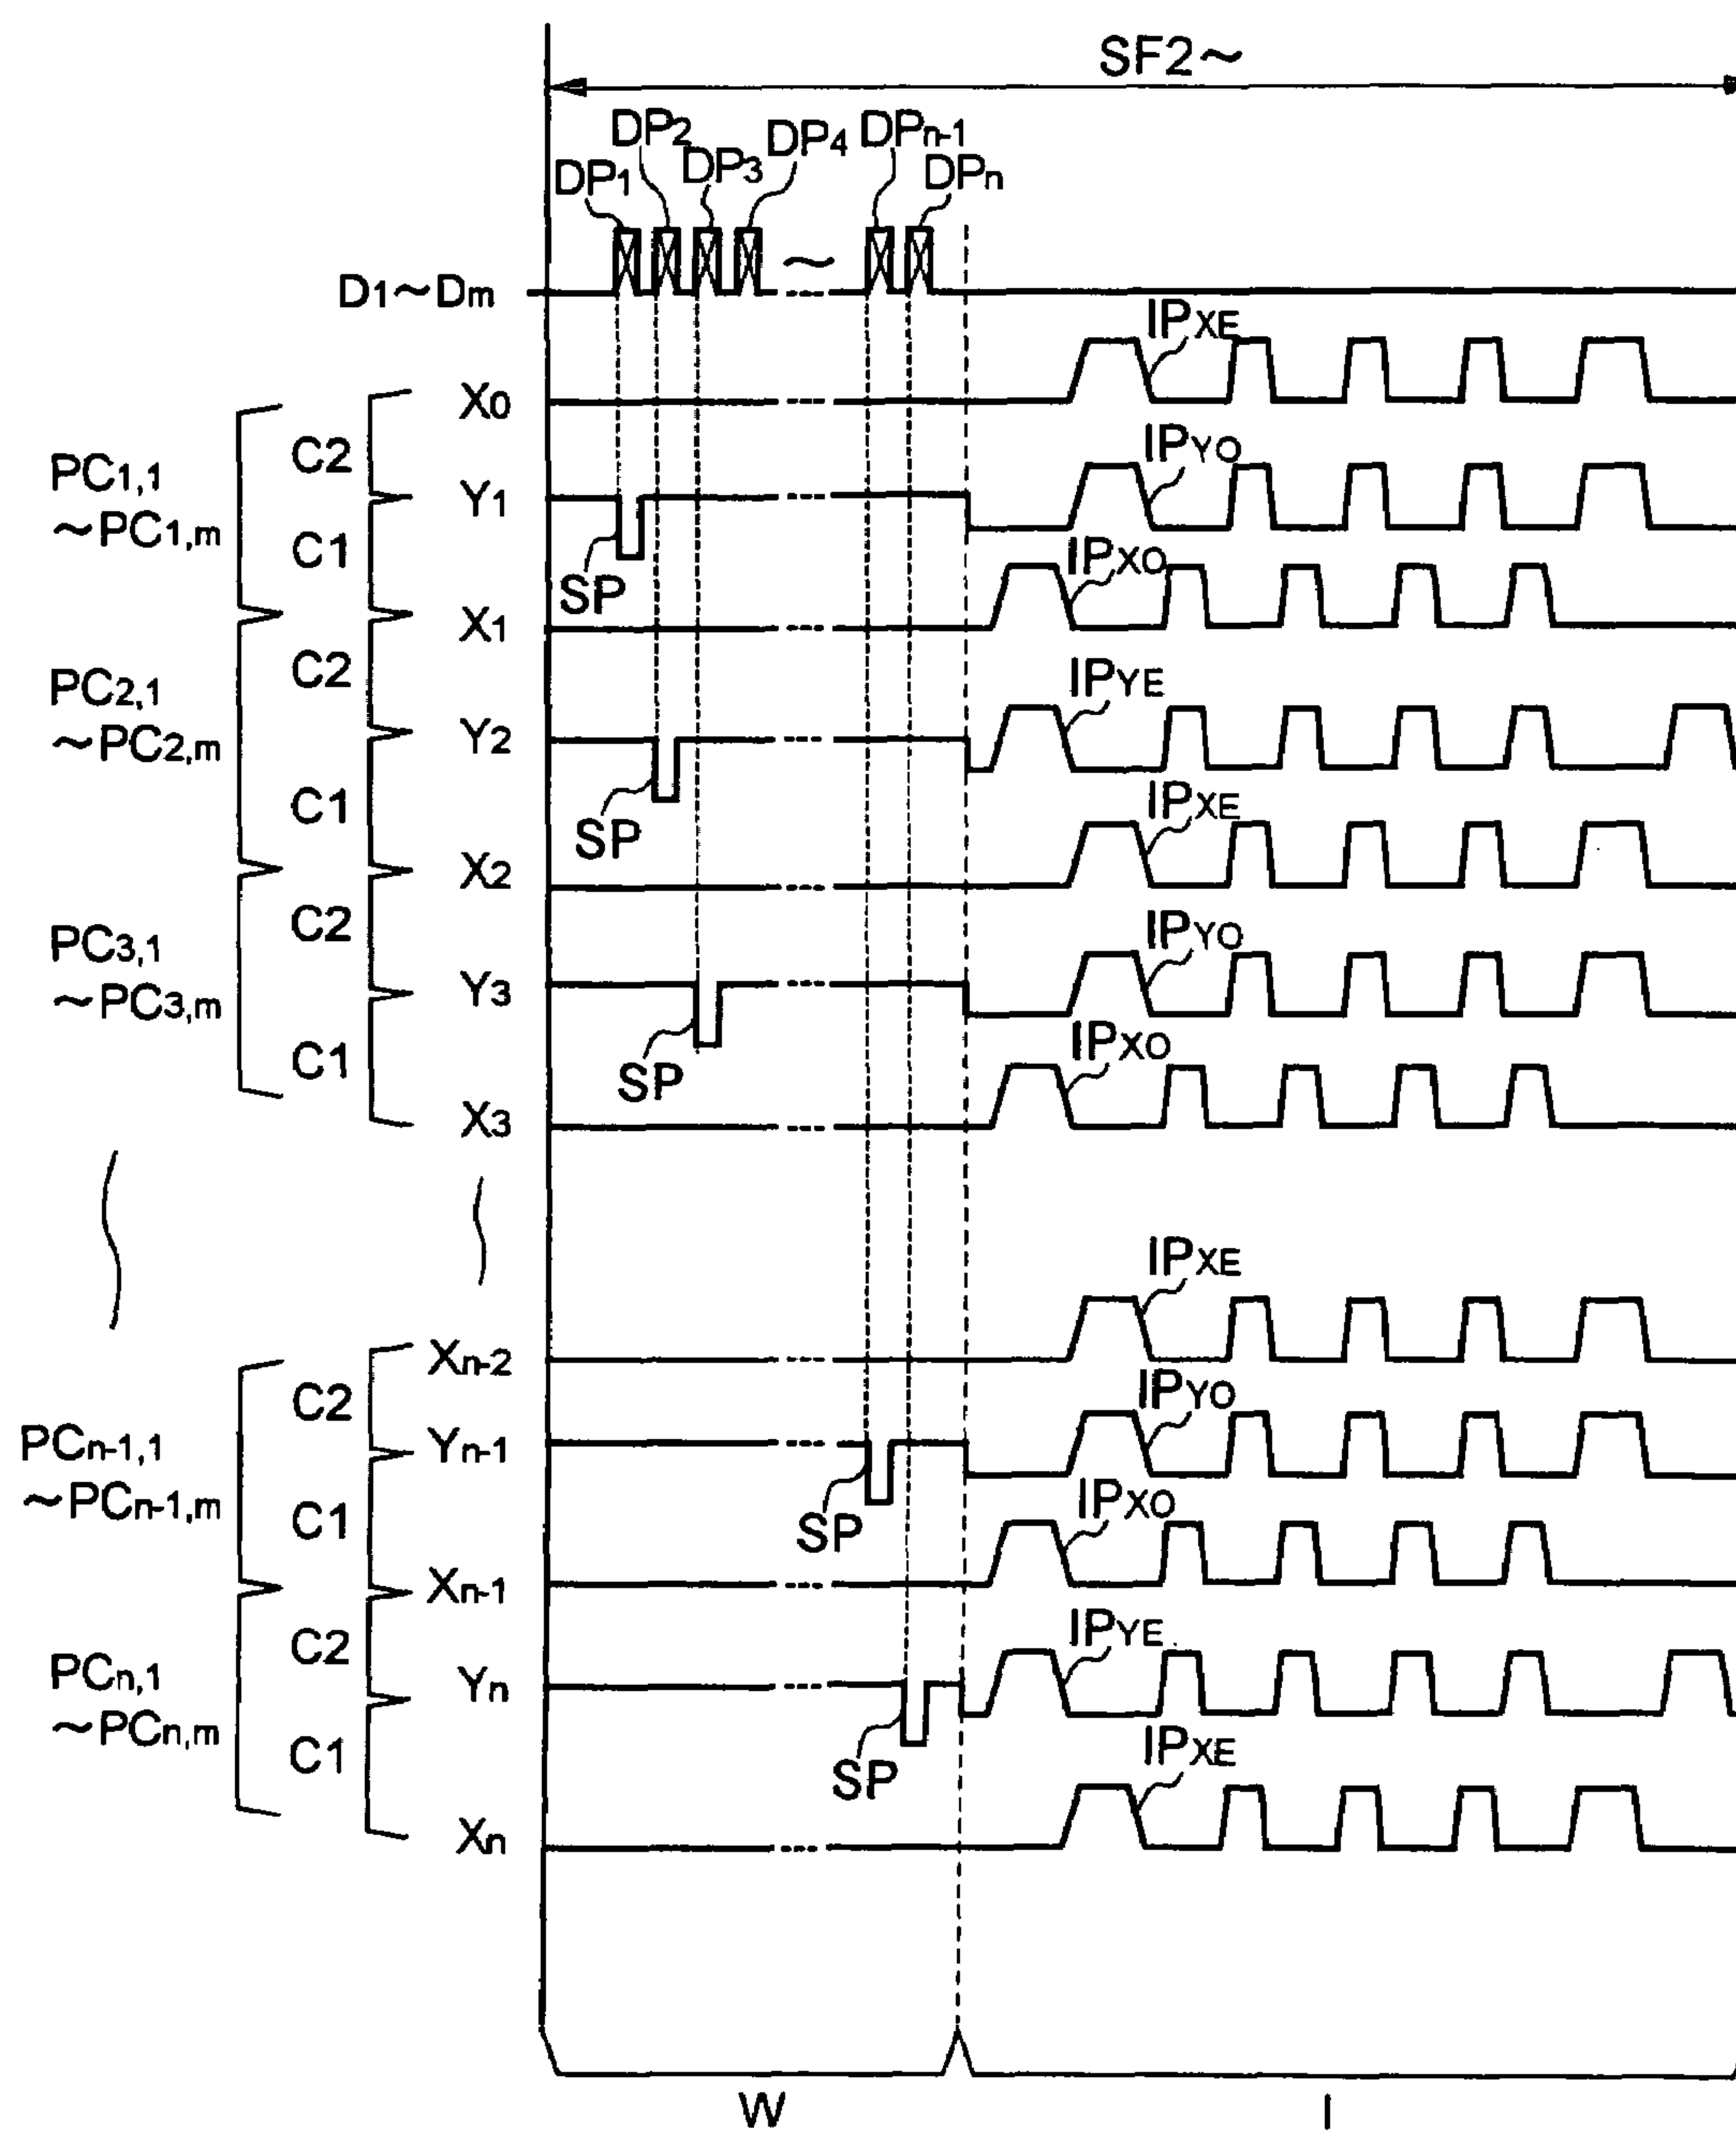 SF2~
DP1
DP2
DP3
DP4
DPn-1
DPn
D1~Dm
IPXE
X0
C2
IPYO
PC1,1
~PC1,m
Y1
C1
SP
IPXO
X1
C2
IPYE
PC2,1
~PC2,m
Y2
C1
SP
IPXE
X2
C2
IPYO
PC3,1
~PC3,m
Y3
C1
SP
IPXO
X3
IPXE
Xn-2
C2
IPYO
PCn-1,1
~PCn-1,m
Yn-1
C1
SP
IPXO
Xn-1
C2
IPYE
PCn,1
~PCn,m
Yn
C1
SP
IPXE
Xn
W
I